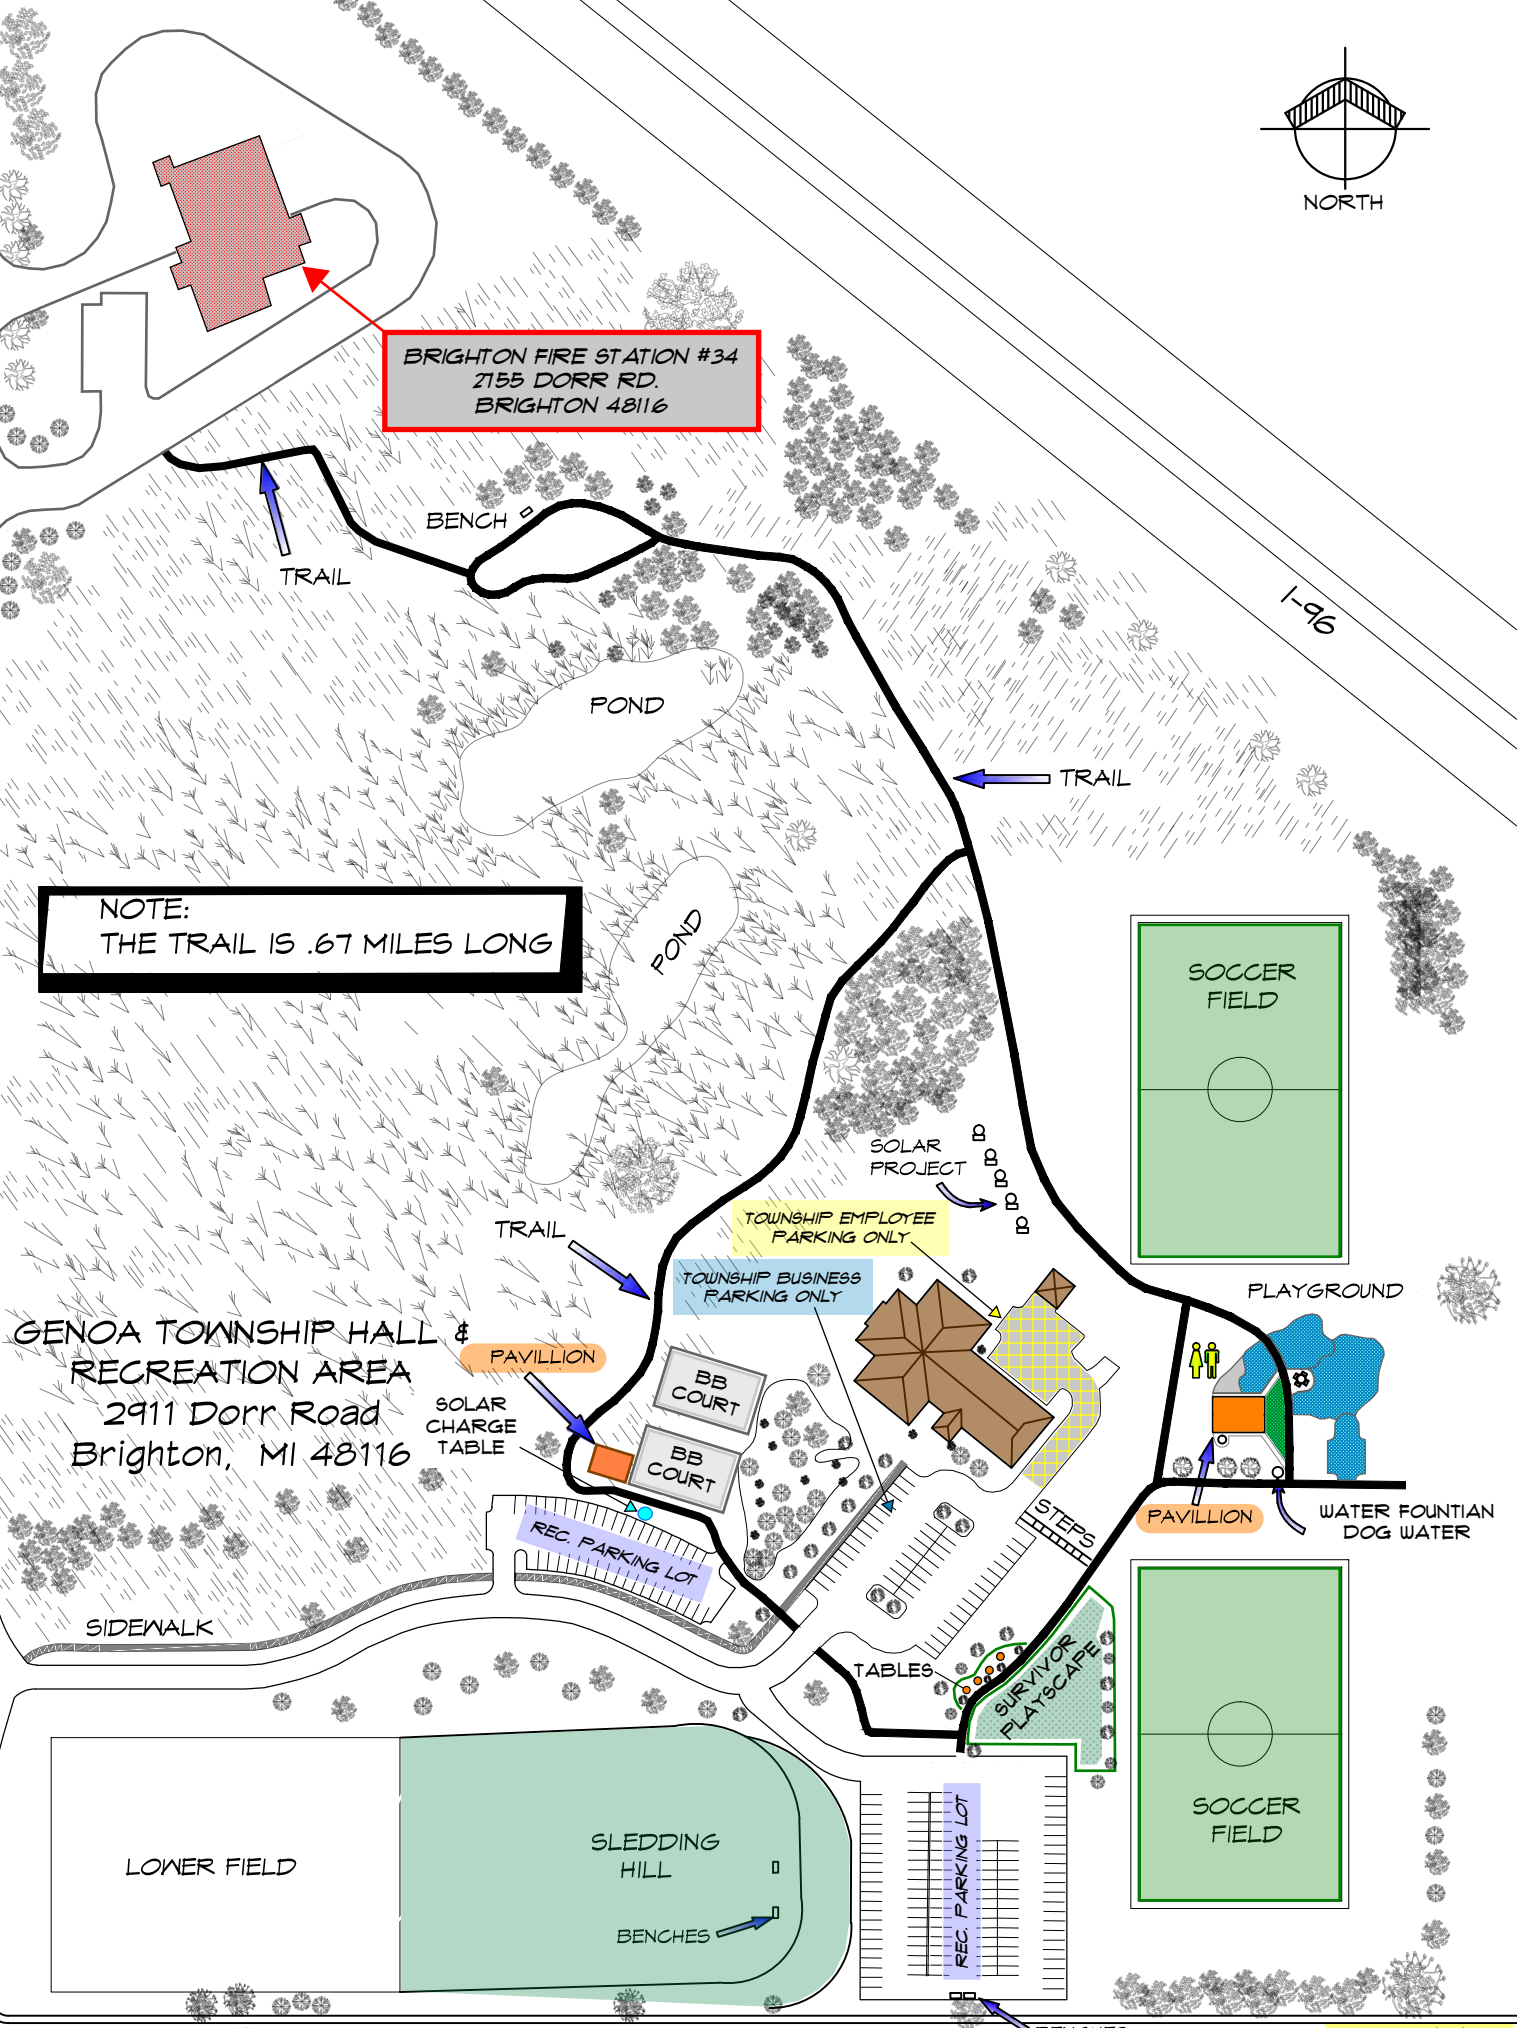 NORTH
BRIGHTON FIRE STATION #34
2755 DORR RD.
BRIGHTON 48116
BENCH
TRAIL
I-96
POND
TRAIL
NOTE:
THE TRAIL IS .67 MILES LONG
POND
SOCCER
FIELD
SOLAR
PROJECT
TRAIL
TOWNSHIP EMPLOYEE
PARKING ONLY
TOWNSHIP BUSINESS
PARKING ONLY
PLAYGROUND
GENOA TOWNSHIP HALL &
RECREATION AREA
2911 Dorr Road
Brighton, MI 48116
PAVILLION
BB
COURT
SOLAR
CHARGE
TABLE
BB
COURT
REC. PARKING LOT
STEPS
PAVILLION
WATER FOUNTIAN
DOG WATER
SIDEWALK
TABLES
SURVIVOR
PLAYSCAPE
LOWER FIELD
SLEDDING
HILL
BENCHES
REC. PARKING LOT
SOCCER
FIELD